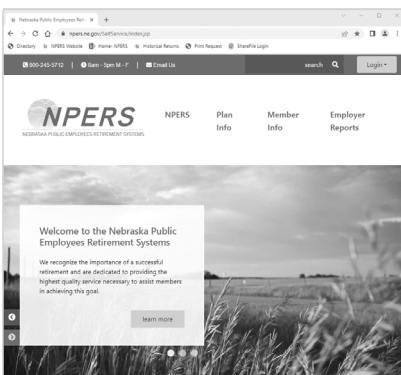 Nebraska Public Employees Retir
npers.ne.gov/SelfService/index.jsp
Directory NPERS Website Home- NPERS Historical Returns Print Request ShareFile Login
800-245-5712 | 8am - 5pm M - F | Email Us search Login
NPERS Plan Info Member Info Employer Reports
NPERS
NEBRASKA PUBLIC EMPLOYEES RETIREMENT SYSTEMS
Welcome to the Nebraska Public
Employees Retirement Systems
We recognize the importance of a successful
retirement and are dedicated to providing the
highest quality service necessary to assist members
in achieving this goal.
learn more